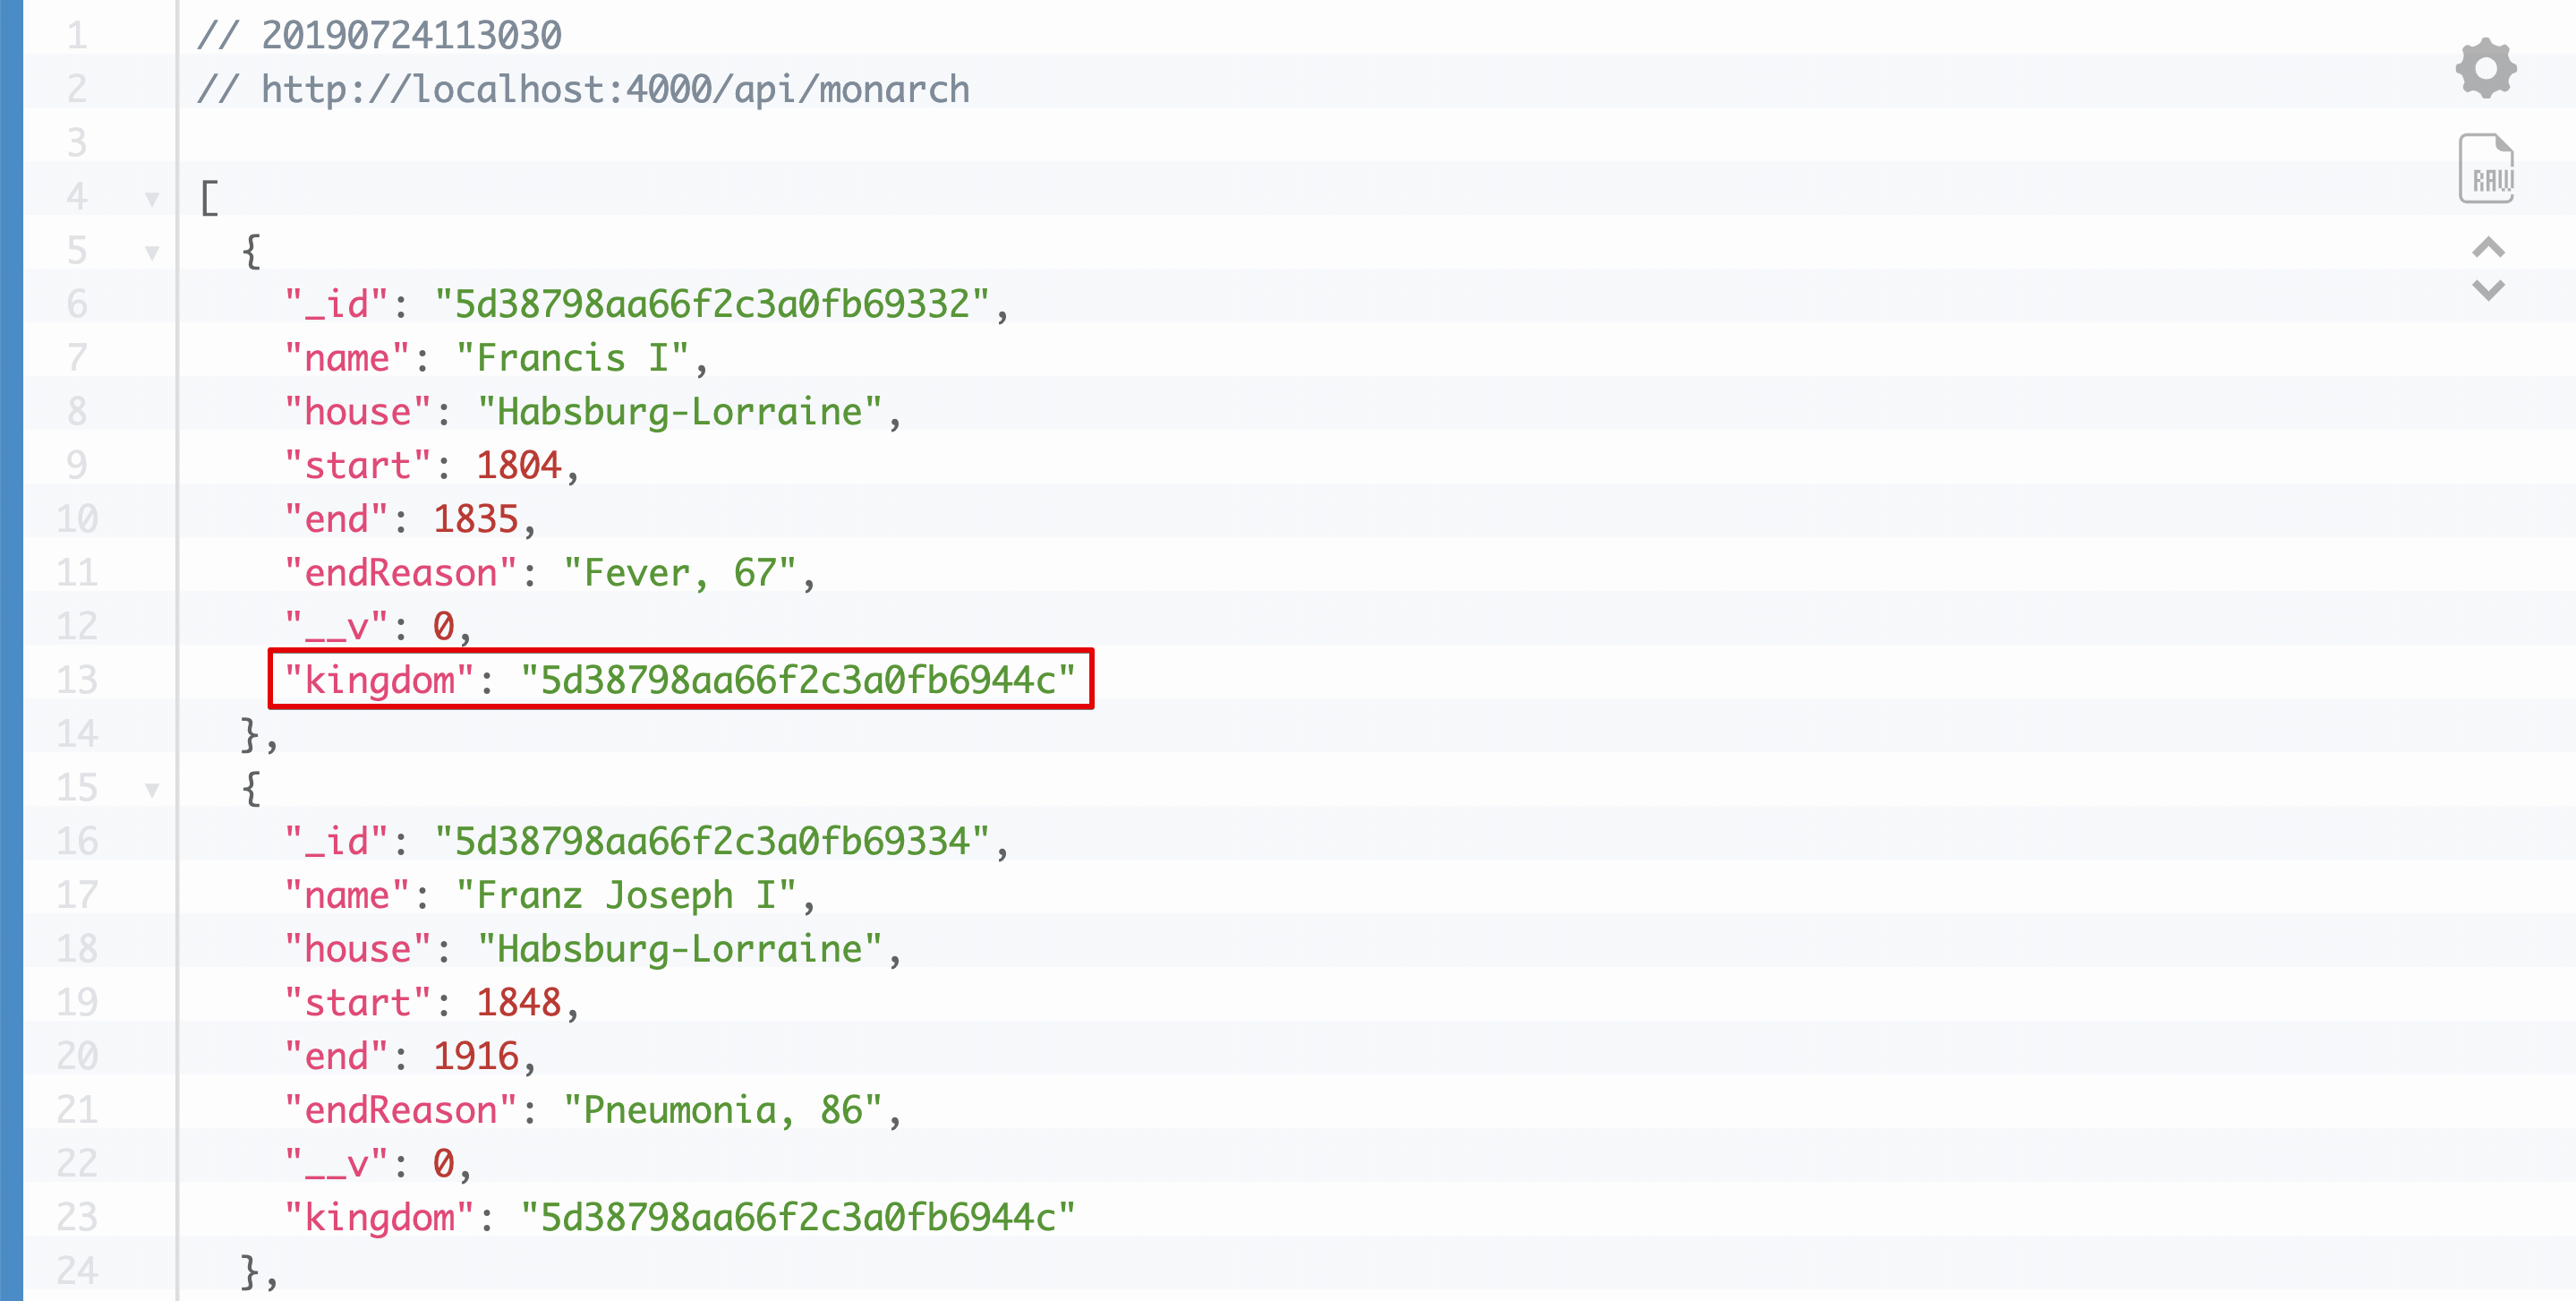 1 // 20190724113030
2 // http://localhost:4000/api/monarch
3
4 [
5 {
6 "_id": "5d38798aa66f2c3a0fb69332",
7 "name": "Francis I",
8 "house": "Habsburg-Lorraine",
9 "start": 1804,
10 "end": 1835,
11 "endReason": "Fever, 67",
12 "__v": 0,
13 "kingdom": "5d38798aa66f2c3a0fb6944c"
14 },
15 {
16 "_id": "5d38798aa66f2c3a0fb69334",
17 "name": "Franz Joseph I",
18 "house": "Habsburg-Lorraine",
19 "start": 1848,
20 "end": 1916,
21 "endReason": "Pneumonia, 86",
22 "__v": 0,
23 "kingdom": "5d38798aa66f2c3a0fb6944c"
24 },
RAW